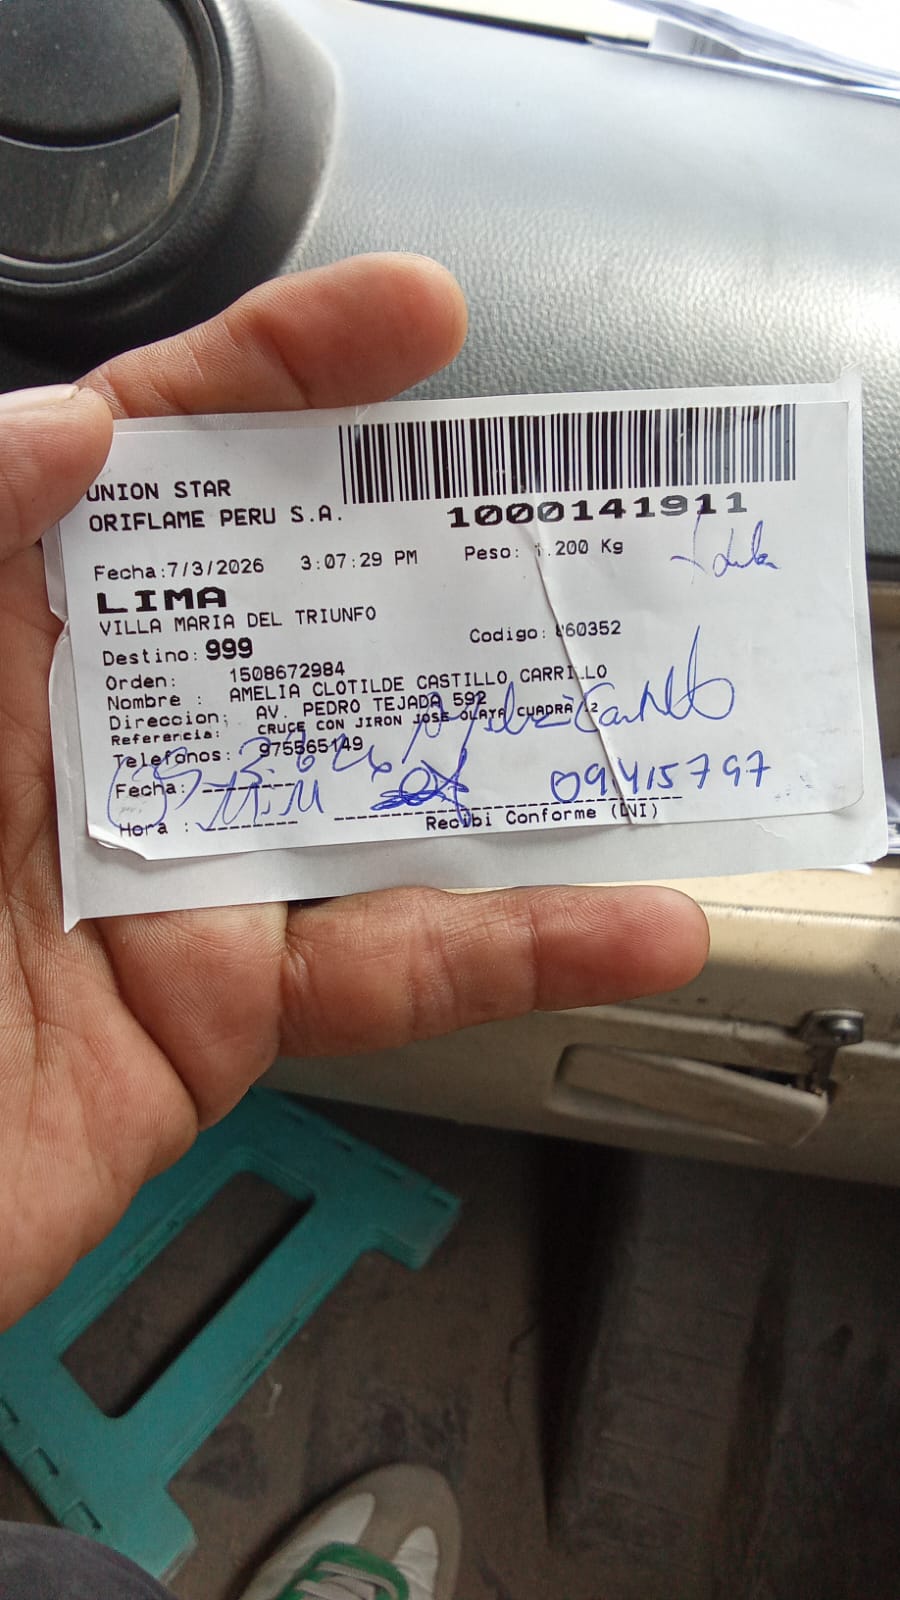 UNION STAR
ORIFLAME PERU S.A.
1000141911
Fecha:7/3/2026 3:07:29 PM Peso: 1.200 Kg
LIMA
VILLA MARIA DEL TRIUNFO
Destino: 999 Codigo: 860352
Orden: 1508672984
Nombre : AMELIA CLOTILDE CASTILLO CARRILLO
Direccion: AV. PEDRO TEJADA 592
Referencia: CRUCE CON JIRON JOSE OLAYA CUADRA 12
Telefonos: 975565149
Fecha:
09415797
Hora :
Recibi Conforme (DVI)